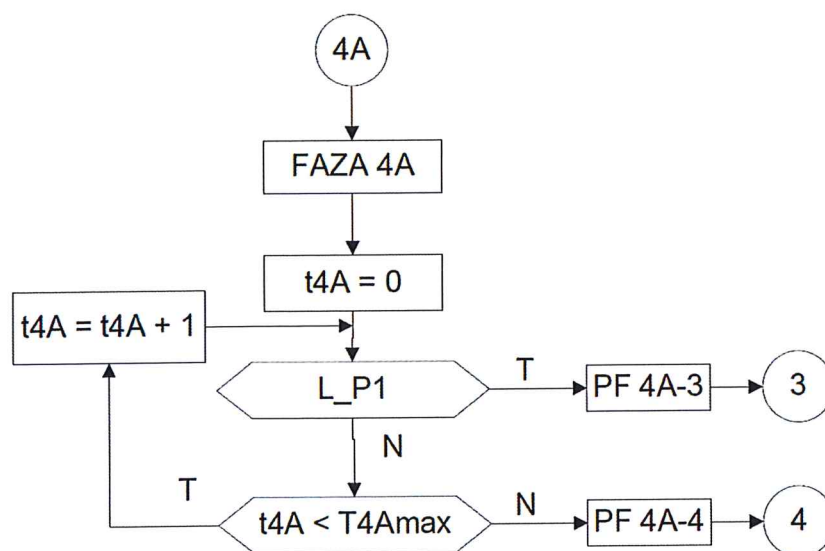 4A
FAZA 4A
t4A = 0
t4A = t4A + 1
L_P1
T
PF 4A-3
3
N
T
t4A < T4Amax
N
PF 4A-4
4